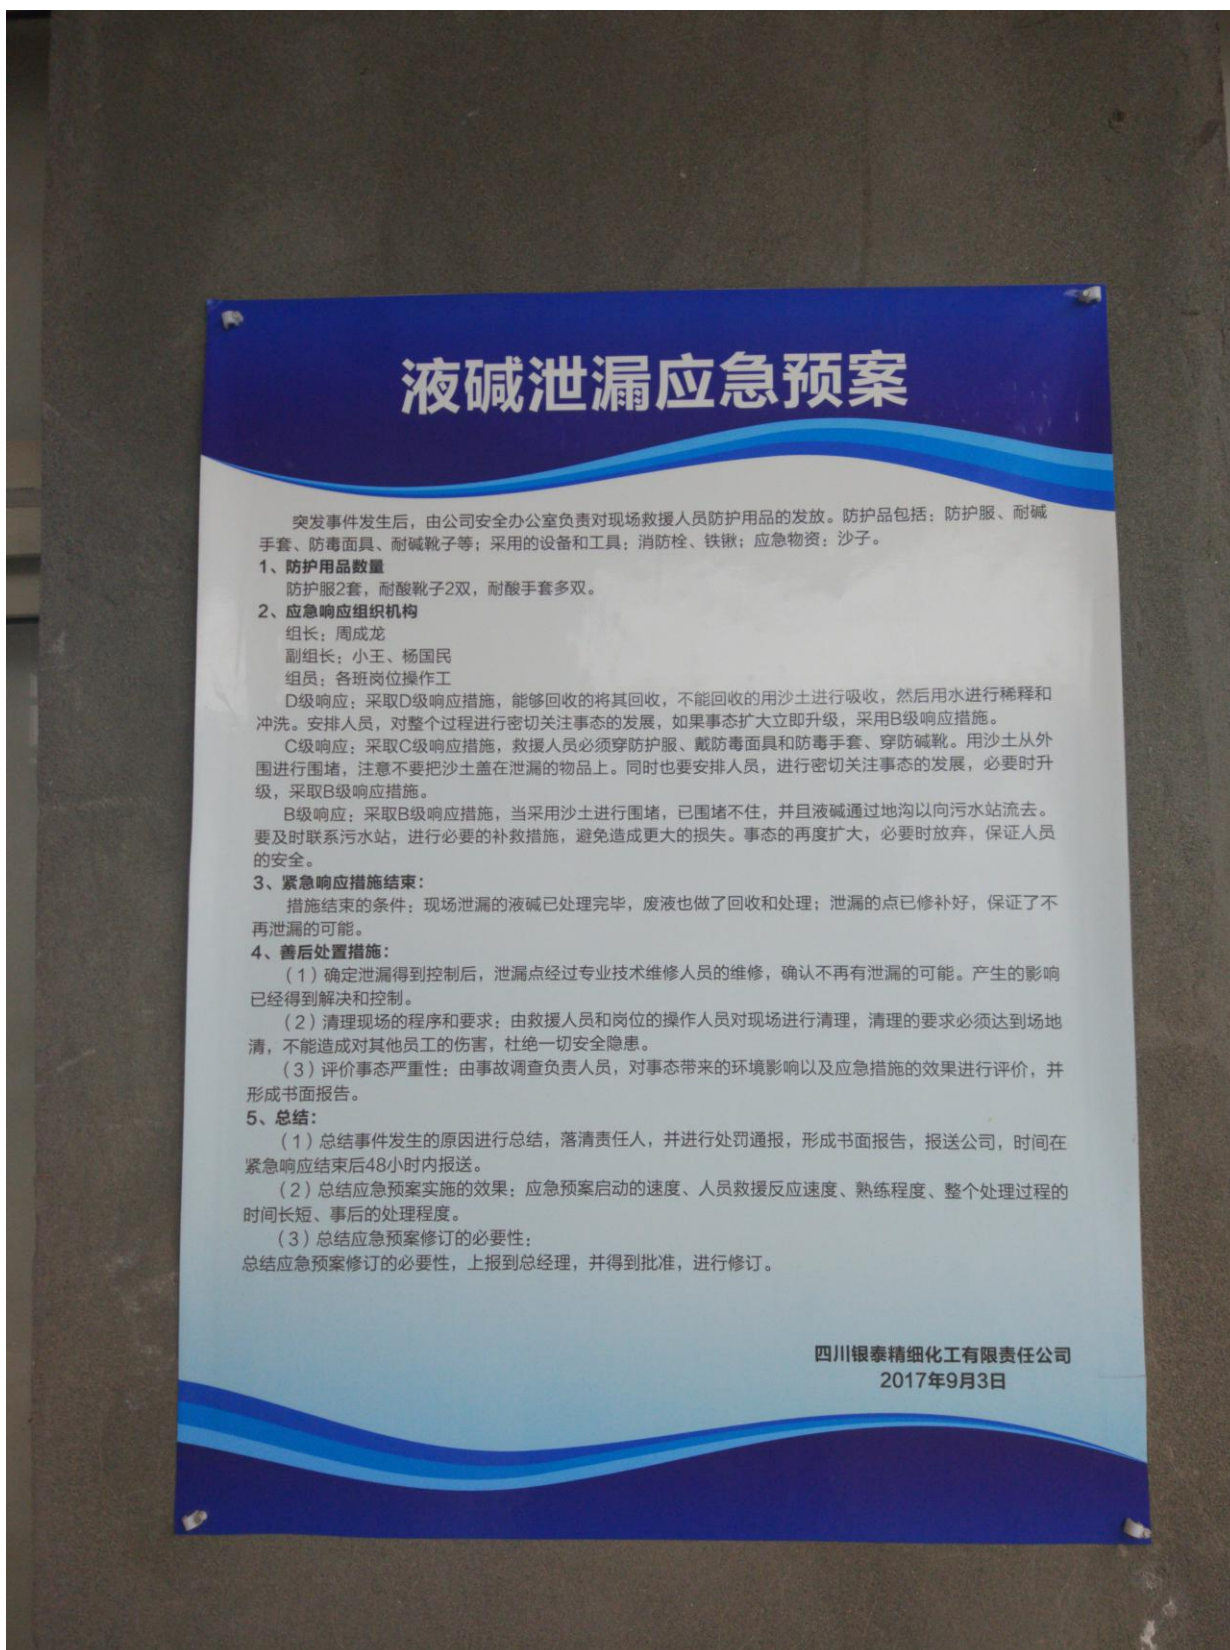 液碱泄漏应急预案
突发事件发生后，由公司安全办公室负责对现场救援人员防护用品的发放。防护品包括：防护服、耐碱
手套、防毒面具、耐碱靴子等；采用的设备和工具：消防栓、铁锹；应急物资：沙子。
1、防护用品数量
防护服2套，耐酸靴子2双，耐酸手套多双。
2、应急响应组织机构
组长：周成龙
副组长：小王、杨国民
组员：各班岗位操作工
D级响应：采取D级响应措施，能够回收的将其回收，不能回收的用沙土进行吸收，然后用水进行稀释和
冲洗。安排人员，对整个过程进行密切关注事态的发展，如果事态扩大立即升级，采用B级响应措施。
C级响应：采取C级响应措施，救援人员必须穿防护服、戴防毒面具和防毒手套、穿防碱靴。用沙土从外
围进行围堵，注意不要把沙土盖在泄漏的物品上。同时也要安排人员，进行密切关注事态的发展，必要时升
级，采取B级响应措施。
B级响应：采取B级响应措施，当采用沙土进行围堵，已围堵不住，并且液碱通过地沟以向污水站流去。
要及时联系污水站，进行必要的补救措施，避免造成更大的损失。事态的再度扩大，必要时放弃，保证人员
的安全。
3、紧急响应措施结束：
措施结束的条件：现场泄漏的液碱已处理完毕，废液也做了回收和处理；泄漏的点已修补好，保证了不
再泄漏的可能。
4、善后处置措施：
（1）确定泄漏得到控制后，泄漏点经过专业技术维修人员的维修，确认不再有泄漏的可能。产生的影响
已经得到解决和控制。
（2）清理现场的程序和要求：由救援人员和岗位的操作人员对现场进行清理，清理的要求必须达到场地
清，不能造成对其他员工的伤害，杜绝一切安全隐患。
（3）评价事态严重性：由事故调查负责人员，对事态带来的环境影响以及应急措施的效果进行评价，并
形成书面报告。
5、总结：
（1）总结事件发生的原因进行总结，落清责任人，并进行处罚通报，形成书面报告，报送公司，时间在
紧急响应结束后48小时内报送。
（2）总结应急预案实施的效果：应急预案启动的速度、人员救援反应速度、熟练程度、整个处理过程的
时间长短、事后的处理程度。
（3）总结应急预案修订的必要性：
总结应急预案修订的必要性，上报到总经理，并得到批准，进行修订。
四川银泰精细化工有限责任公司
2017年9月3日